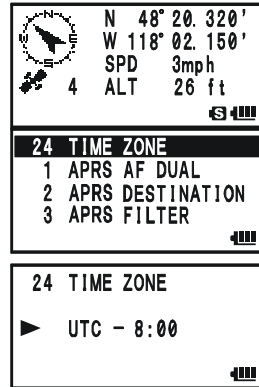 N 48° 20. 320'
W 118° 02. 150'
SPD 3mph
4 ALT 26 ft
S
24 TIME ZONE
1 APRS AF DUAL
2 APRS DESTINATION
3 APRS FILTER
24 TIME ZONE
▶ UTC – 8:00